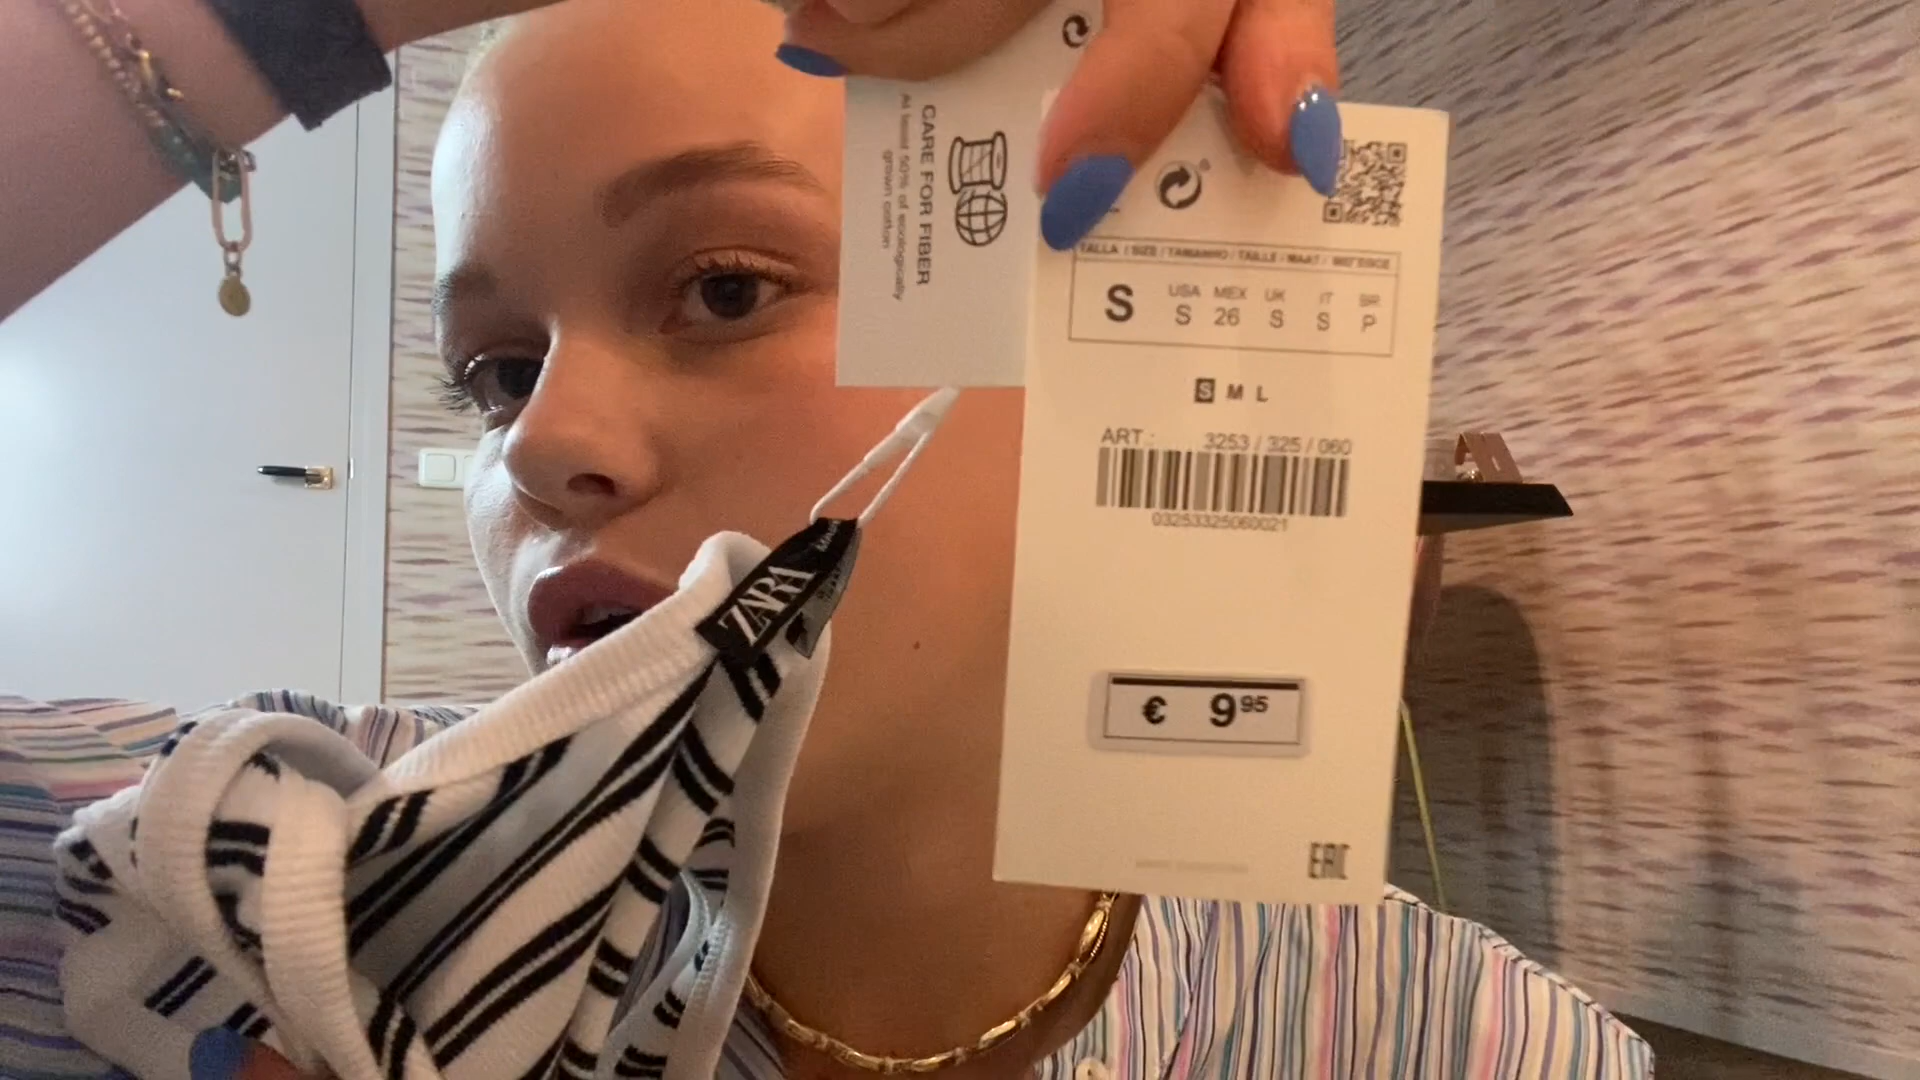 CARE FOR FIBER
At least 50% of ecologically
grown cotton
TALLA / SIZE / TAMANHO / TAILLE / MAAT /
S
USA MEX UK IT BR
S 26 S S P
S M L
ART.: 3253 / 325 / 060
03253325060021
€ 9 95
EAC
ZARA